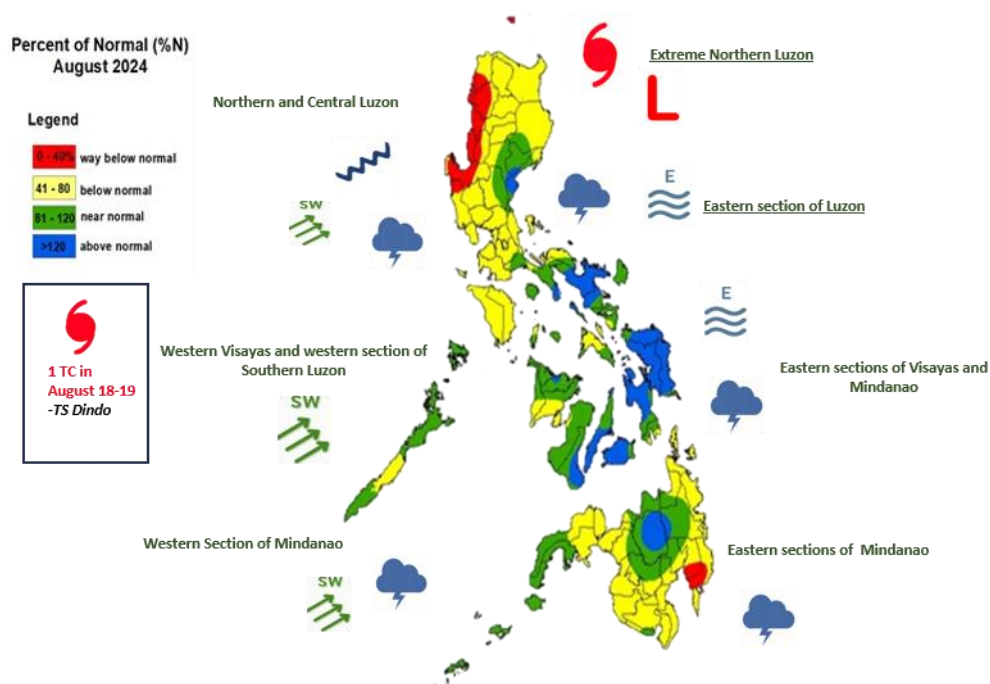 Percent of Normal (%N)
August 2024
Legend
0 - 40% way below normal
41 - 80 below normal
81 - 120 near normal
>120 above normal
1 TC in
August 18-19
-TS Dindo
Extreme Northern Luzon
L
Northern and Central Luzon
SW
E
Eastern section of Luzon
E
Western Visayas and western section of
Southern Luzon
SW
Eastern sections of Visayas and
Mindanao
Western Section of Mindanao
SW
Eastern sections of Mindanao